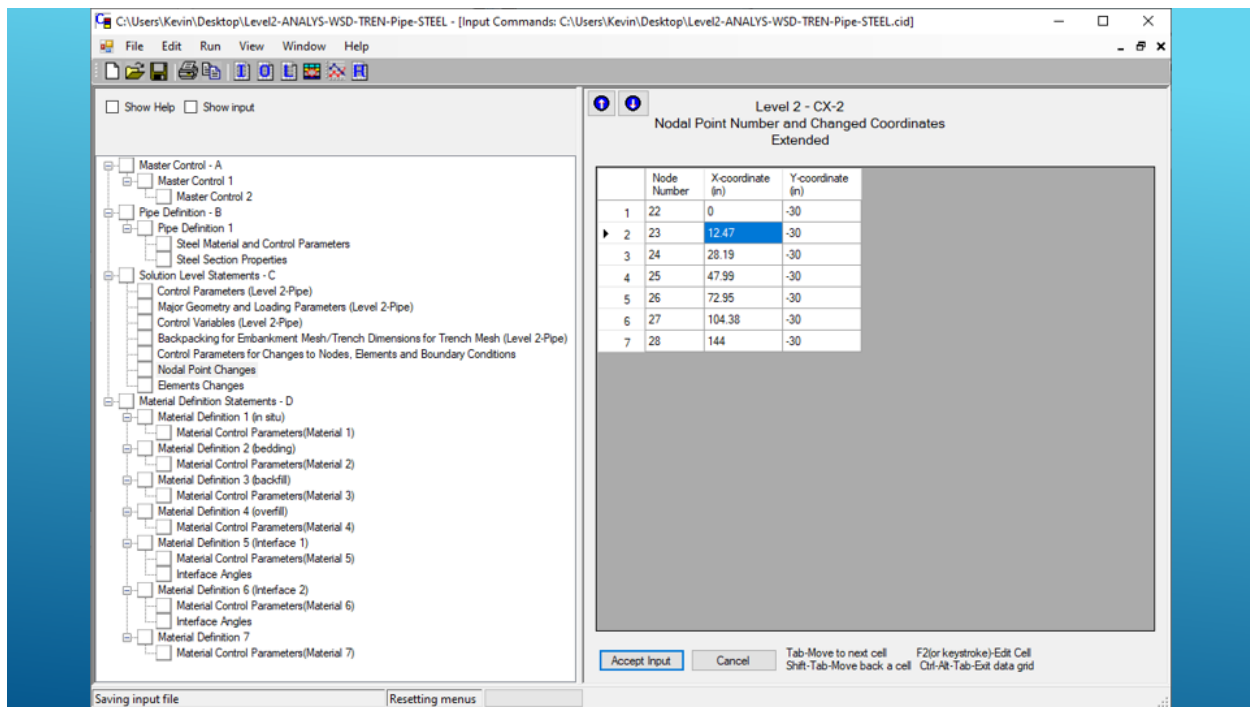 C:\Users\Kevin\Desktop\Level2-ANALYS-WSD-TREN-Pipe-STEEL - [Input Commands: C:\Users\Kevin\Desktop\Level2-ANALYS-WSD-TREN-Pipe-STEEL.cid]
File Edit Run View Window Help
Show Help Show input
Master Control - A
Master Control 1
Master Control 2
Pipe Definition - B
Pipe Definition 1
Steel Material and Control Parameters
Steel Section Properties
Solution Level Statements - C
Control Parameters (Level 2-Pipe)
Major Geometry and Loading Parameters (Level 2-Pipe)
Control Variables (Level 2-Pipe)
Backpacking for Embankment Mesh/Trench Dimensions for Trench Mesh (Level 2-Pipe)
Control Parameters for Changes to Nodes, Elements and Boundary Conditions
Nodal Point Changes
Elements Changes
Material Definition Statements - D
Material Definition 1 (in situ)
Material Control Parameters(Material 1)
Material Definition 2 (bedding)
Material Control Parameters(Material 2)
Material Definition 3 (backfill)
Material Control Parameters(Material 3)
Material Definition 4 (overfill)
Material Control Parameters(Material 4)
Material Definition 5 (Interface 1)
Material Control Parameters(Material 5)
Interface Angles
Material Definition 6 (Interface 2)
Material Control Parameters(Material 6)
Interface Angles
Material Definition 7
Material Control Parameters(Material 7)
Level 2 - CX-2
Nodal Point Number and Changed Coordinates
Extended
Node Number X-coordinate (in) Y-coordinate (in)
1 22 0 -30
2 23 12.47 -30
3 24 28.19 -30
4 25 47.99 -30
5 26 72.95 -30
6 27 104.38 -30
7 28 144 -30
Accept Input Cancel
Tab-Move to next cell F2(or keystroke)-Edit Cell
Shift-Tab-Move back a cell Ctrl-Alt-Tab-Exit data grid
Saving input file Resetting menus